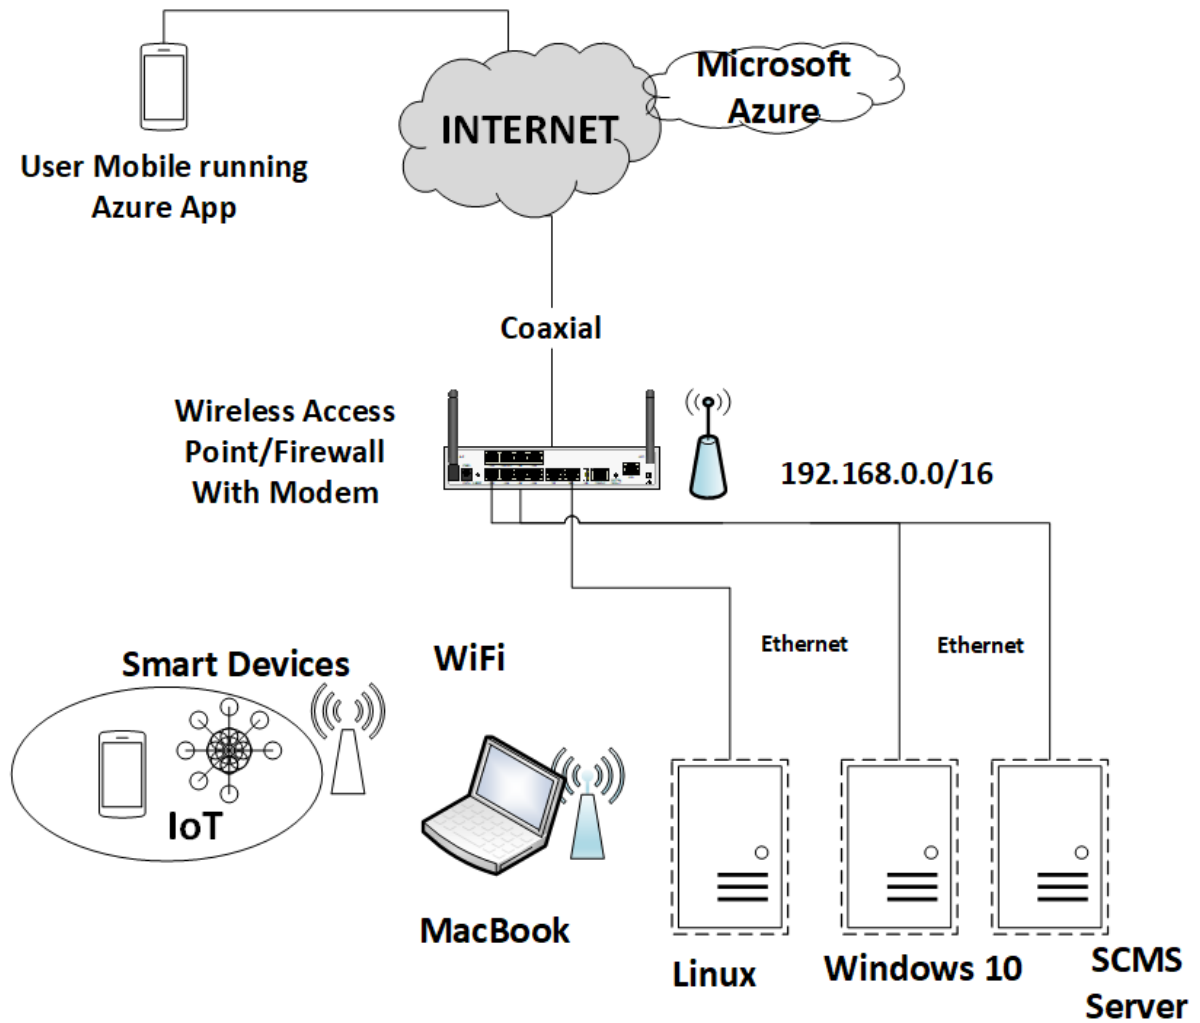 Microsoft
Azure
INTERNET
User Mobile running
Azure App
Coaxial
Wireless Access
Point/Firewall
With Modem
192.168.0.0/16
Ethernet
Ethernet
WiFi
Smart Devices
IoT
MacBook
Linux
Windows 10
SCMS
Server